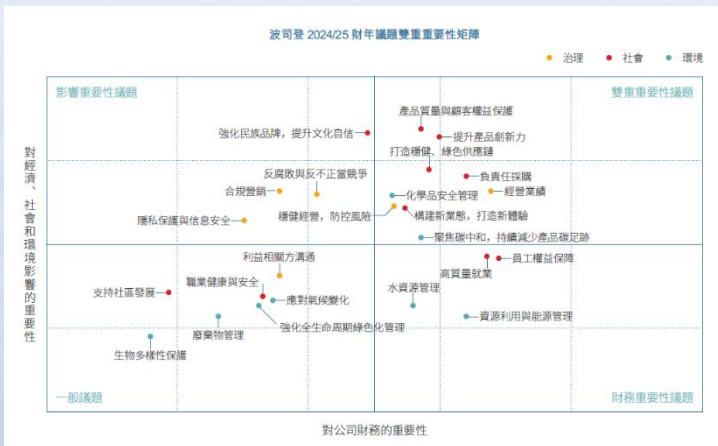 波司登 2024/25 財年議題雙重重要性矩陣
治理
社會
環境
影響重要性議題
雙重重要性議題
產品質量與顧客權益保護
強化民族品牌，提升文化自信
提升產品創新力
打造穩健、綠色供應鏈
反腐敗與反不正當競爭
負責任採購
合規營銷
化學品安全管理
經營業績
穩健經營，防控風險
構建新業態，打造新體驗
隱私保護與信息安全
聚焦碳中和，持續減少產品碳足跡
利益相關方溝通
員工權益保障
高質量就業
職業健康與安全
水資源管理
支持社區發展
應對氣候變化
資源利用與能源管理
強化全生命周期綠色化管理
廢棄物管理
生物多樣性保護
一般議題
財務重要性議題
對經濟、社會和環境影響的重要性
對公司財務的重要性